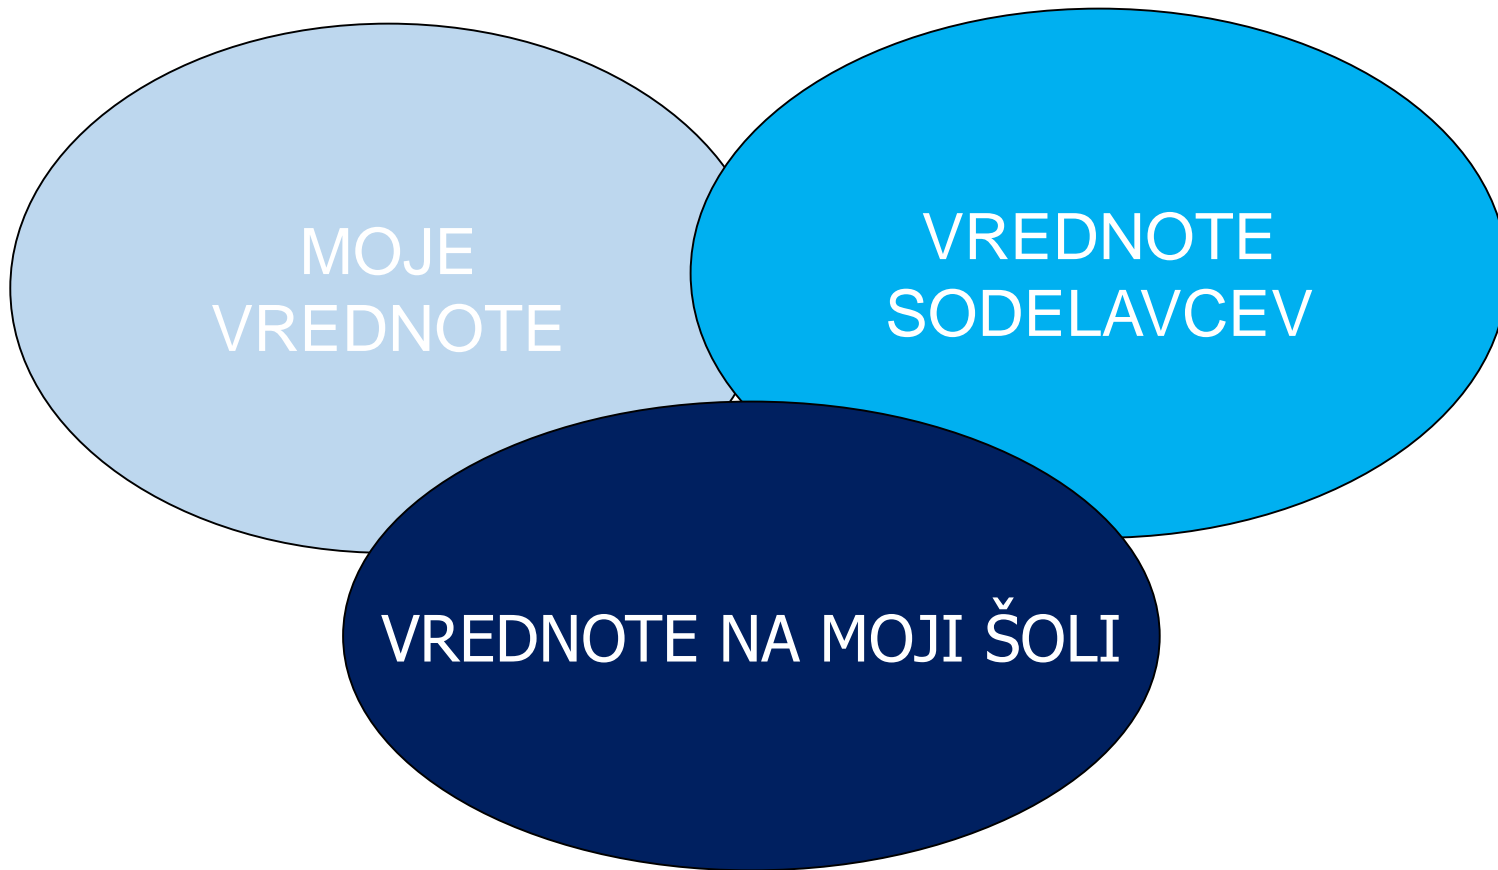 MOJE
VREDNOTE
VREDNOTE
SODELAVCEV
VREDNOTE NA MOJI ŠOLI